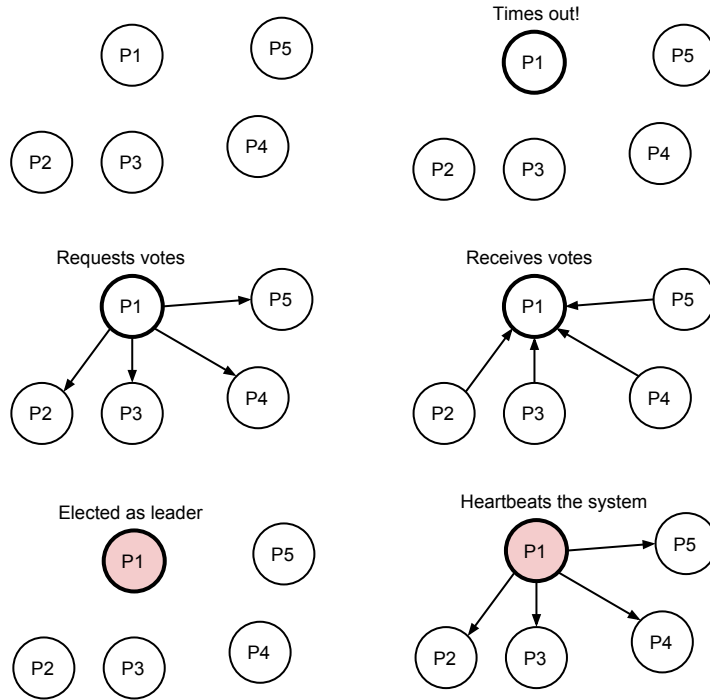 P1
P5
P2
P3
P4
Times out!
P1
P5
P2
P3
P4
Requests votes
P1
P5
P2
P3
P4
Receives votes
P1
P5
P2
P3
P4
Elected as leader
P1
P5
P2
P3
P4
Heartbeats the system
P1
P5
P2
P3
P4